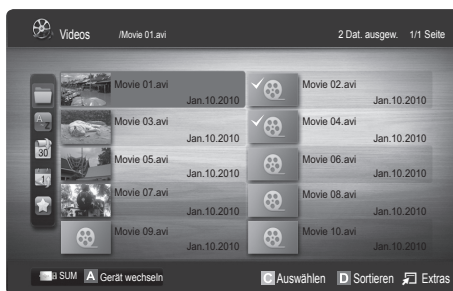 Videos /Movie 01.avi 2 Dat. ausgew. 1/1 Seite
Movie 01.avi Movie 02.avi
Jan.10.2010 Jan.10.2010
Movie 03.avi Movie 04.avi
Jan.10.2010 Jan.10.2010
Movie 05.avi Movie 06.avi
Jan.10.2010 Jan.10.2010
Movie 07.avi Movie 08.avi
Jan.10.2010 Jan.10.2010
Movie 09.avi Movie 10.avi
Jan.10.2010 Jan.10.2010
SUM A Gerät wechseln C Auswählen D Sortieren Extras